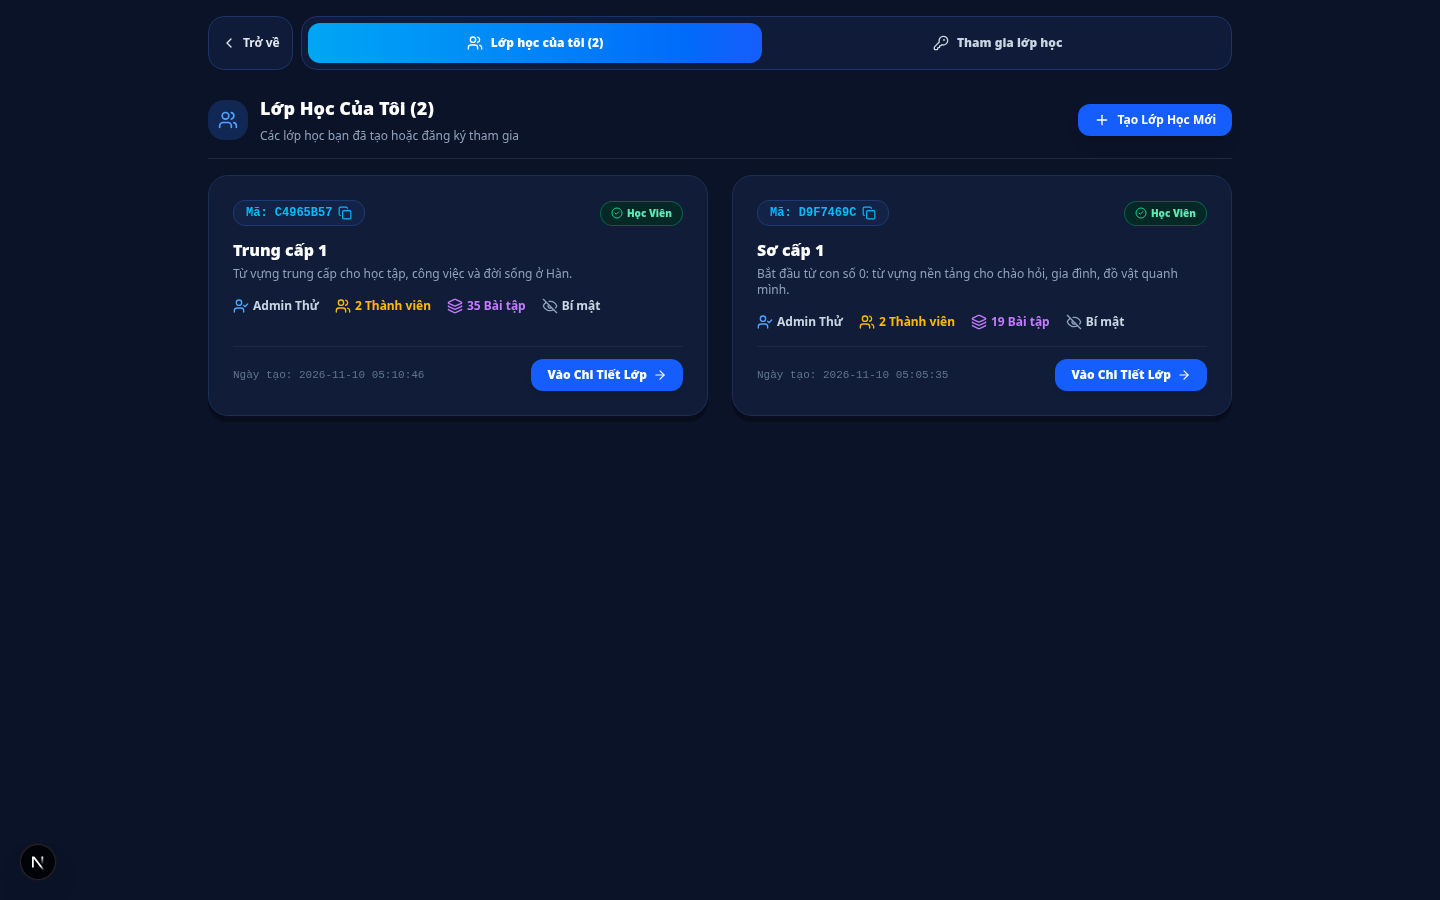 Trở về
Lớp học của tôi (2)
Tham gia lớp học
Lớp Học Của Tôi (2)
Các lớp học bạn đã tạo hoặc đăng ký tham gia
Tạo Lớp Học Mới
Mã: C4965B57
Học Viên
Trung cấp 1
Từ vựng trung cấp cho học tập, công việc và đời sống ở Hàn.
Admin Thử
2 Thành viên
35 Bài tập
Bí mật
Ngày tạo: 2026-11-10 05:10:46
Vào Chi Tiết Lớp
Mã: D9F7469C
Học Viên
Sơ cấp 1
Bắt đầu từ con số 0: từ vựng nền tảng cho chào hỏi, gia đình, đồ vật quanh
mình.
Admin Thử
2 Thành viên
19 Bài tập
Bí mật
Ngày tạo: 2026-11-10 05:05:35
Vào Chi Tiết Lớp
N